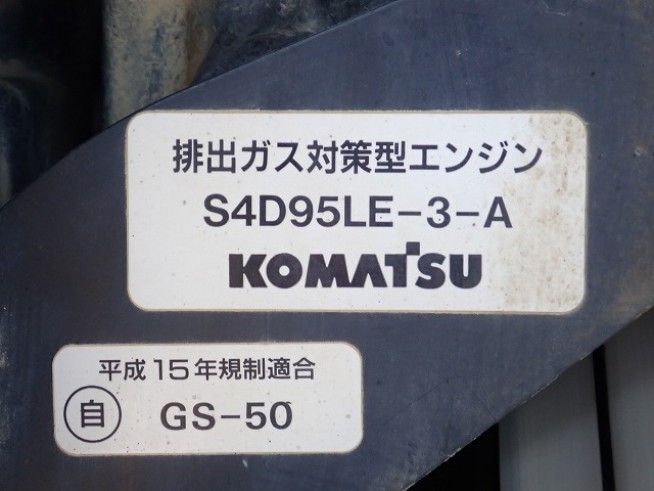 排出ガス対策型エンジン
S4D95LE-3-A
KOMATSU
平成15年規制適合
自 GS-50